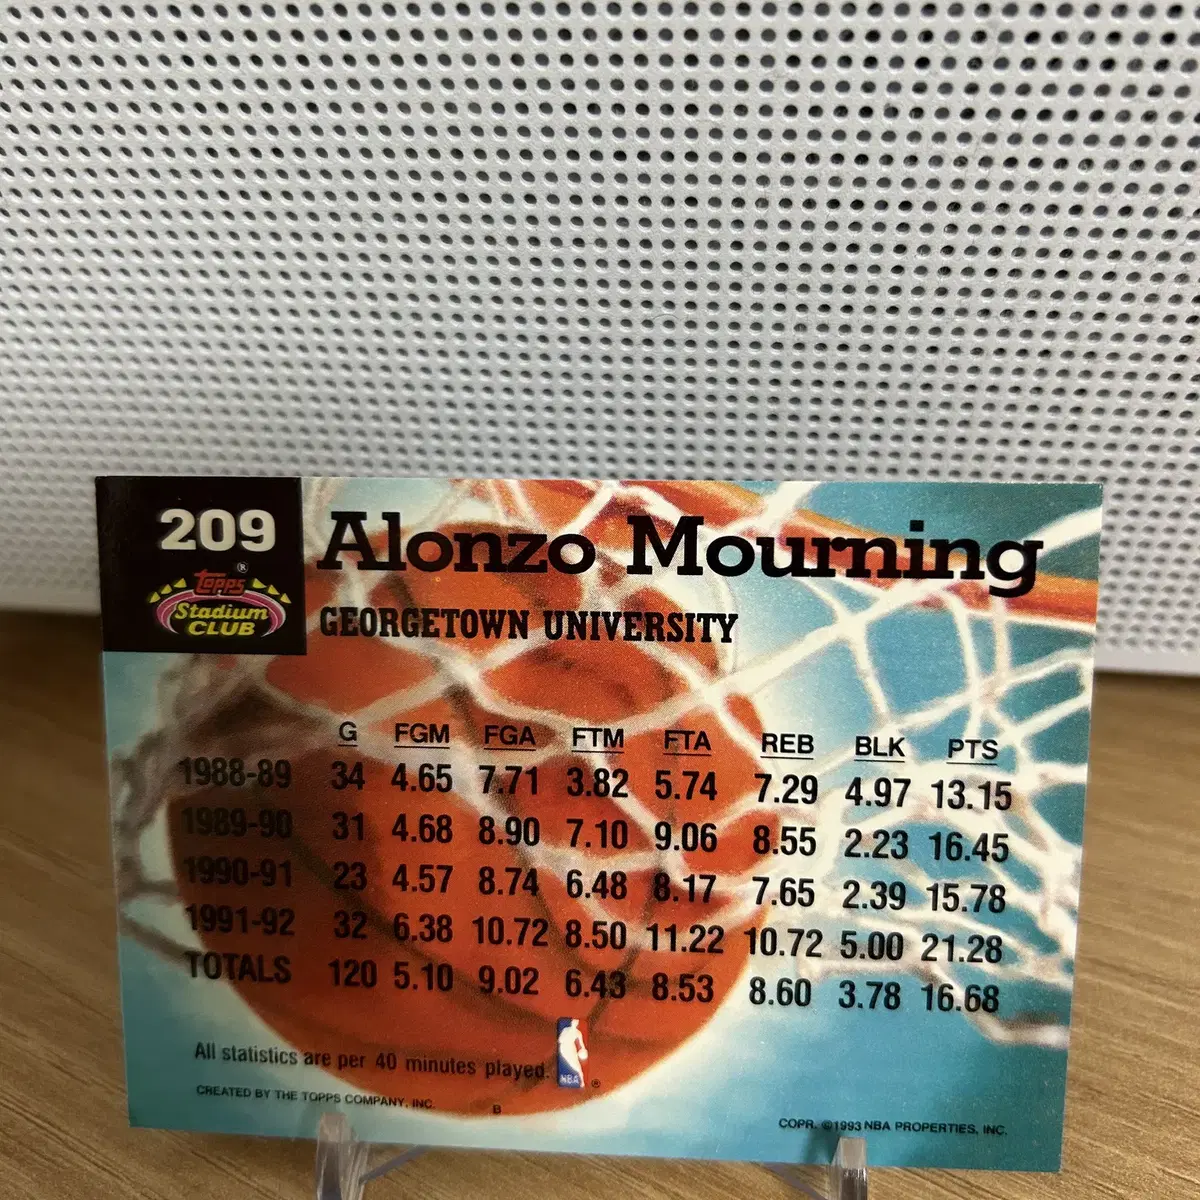 209
Topps ®
Stadium
CLUB
Alonzo Mourning
GEORGETOWN UNIVERSITY
G FGM FGA FTM FTA REB BLK PTS
1988-89 34 4.65 7.71 3.82 5.74 7.29 4.97 13.15
1989-90 31 4.68 8.90 7.10 9.06 8.55 2.23 16.45
1990-91 23 4.57 8.74 6.48 8.17 7.65 2.39 15.78
1991-92 32 6.38 10.72 8.50 11.22 10.72 5.00 21.28
TOTALS 120 5.10 9.02 6.43 8.53 8.60 3.78 16.68
All statistics are per 40 minutes played.
NBA ®
CREATED BY THE TOPPS COMPANY, INC. B
COPR. ©1993 NBA PROPERTIES, INC.